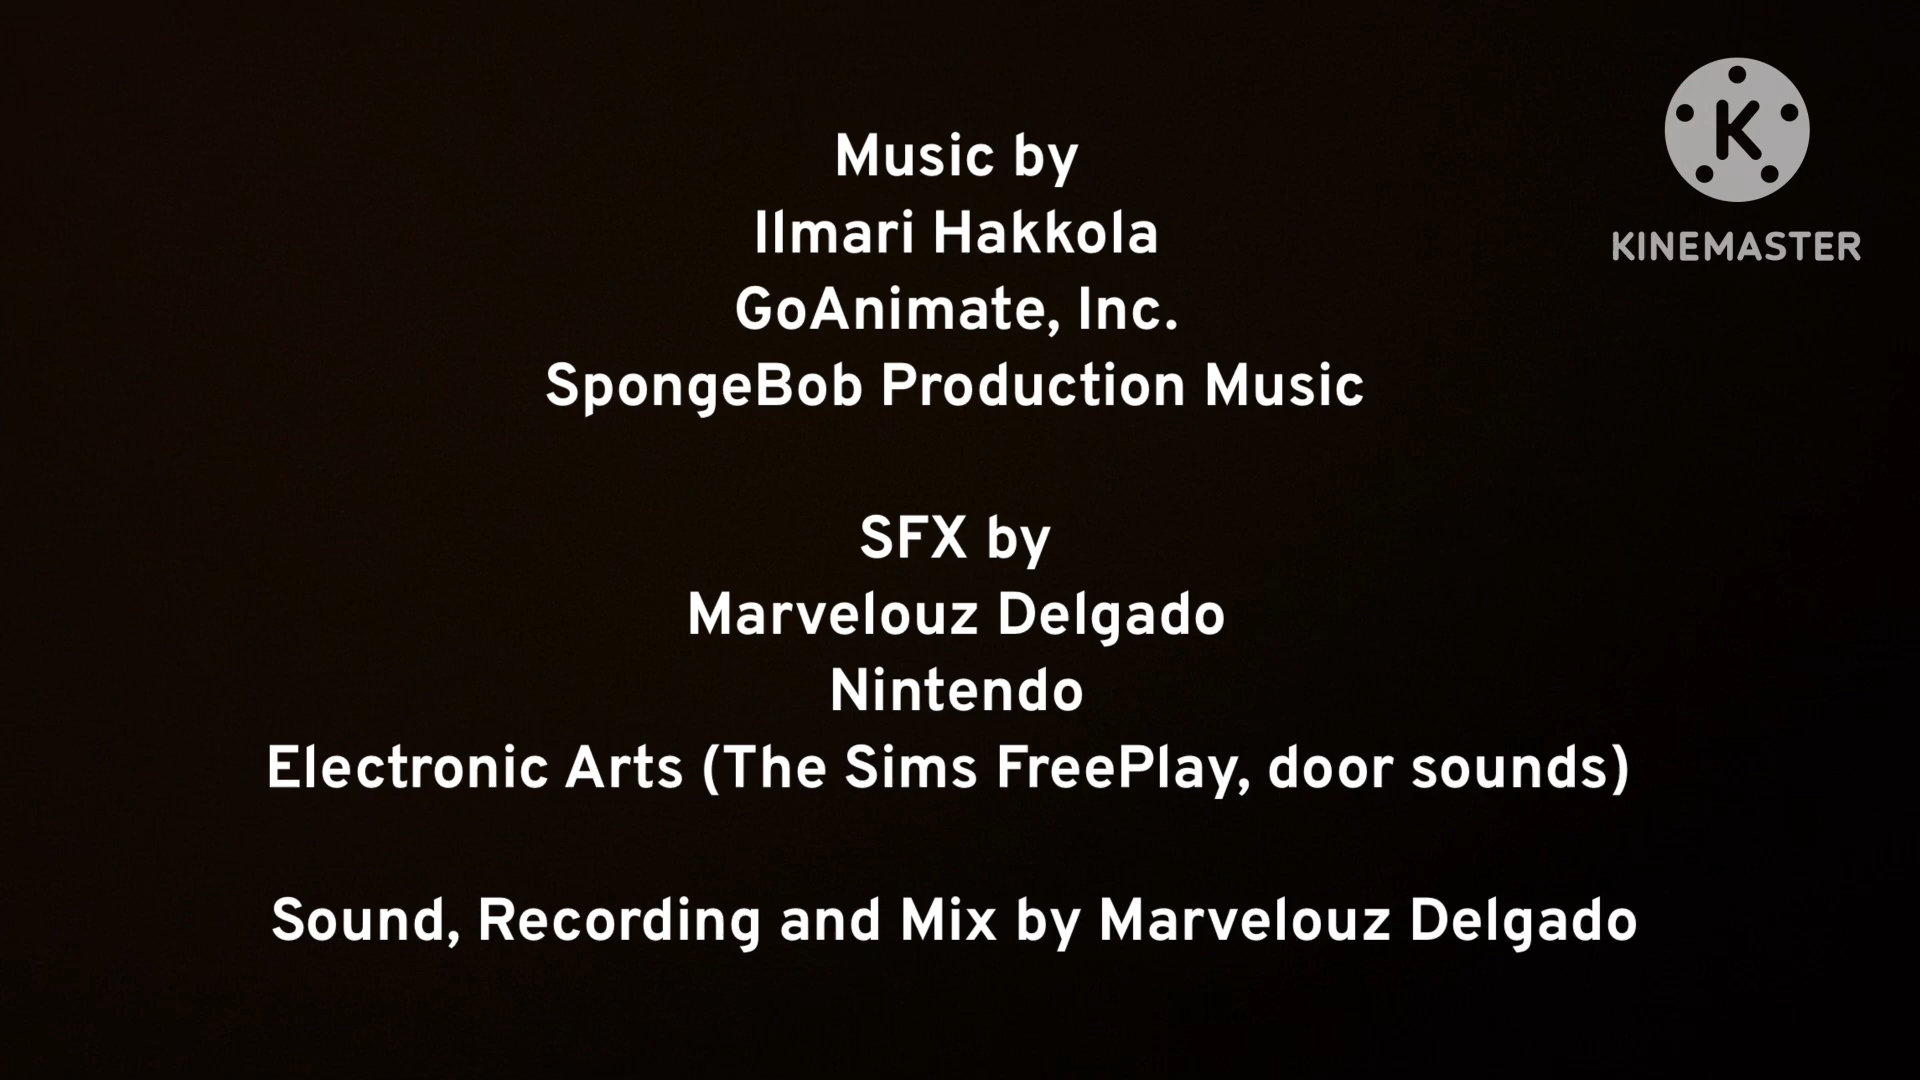 Music by
Ilmari Hakkola
GoAnimate, Inc.
SpongeBob Production Music
SFX by
Marvelouz Delgado
Nintendo
Electronic Arts (The Sims FreePlay, door sounds)
Sound, Recording and Mix by Marvelouz Delgado
K
KINEMASTER